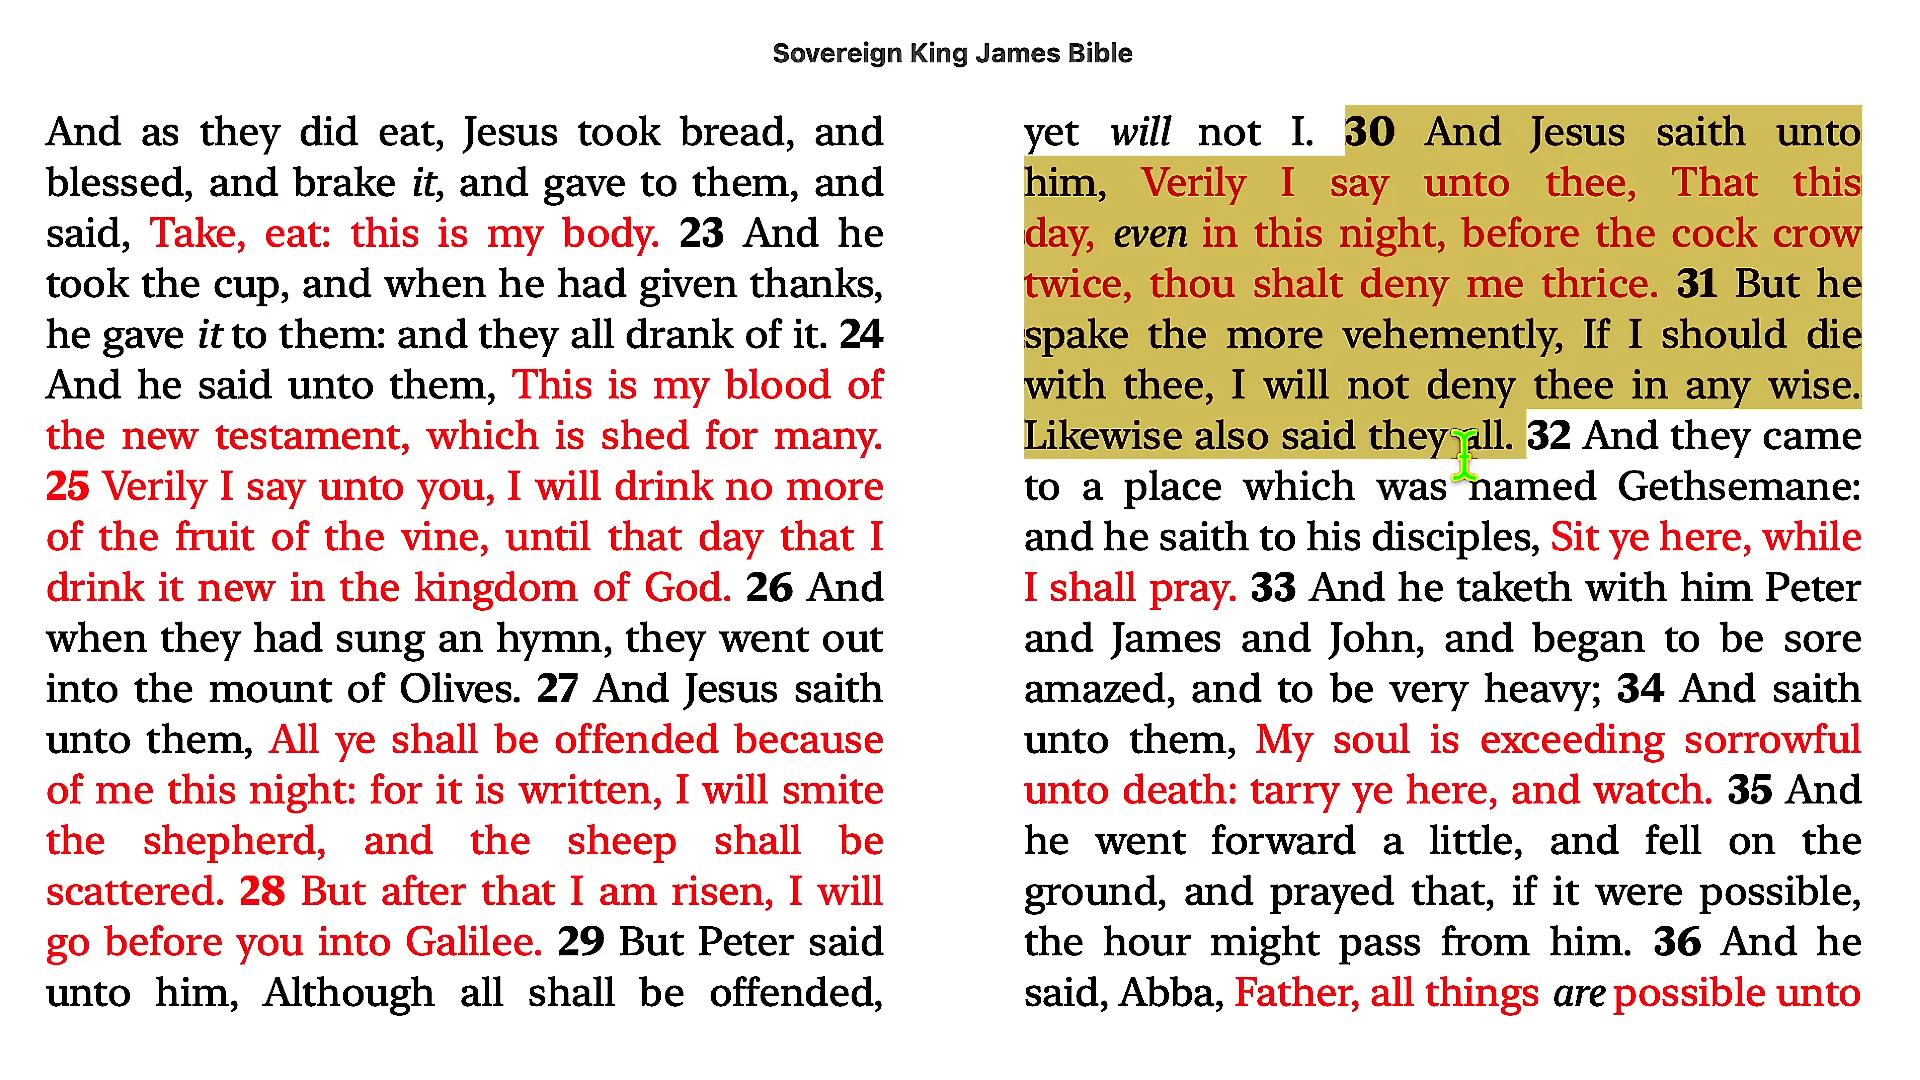 Sovereign King James Bible
And as they did eat, Jesus took bread, and
blessed, and brake it, and gave to them, and
said, Take, eat: this is my body. 23 And he
took the cup, and when he had given thanks,
he gave it to them: and they all drank of it. 24
And he said unto them, This is my blood of
the new testament, which is shed for many.
25 Verily I say unto you, I will drink no more
of the fruit of the vine, until that day that I
drink it new in the kingdom of God. 26 And
when they had sung an hymn, they went out
into the mount of Olives. 27 And Jesus saith
unto them, All ye shall be offended because
of me this night: for it is written, I will smite
the shepherd, and the sheep shall be
scattered. 28 But after that I am risen, I will
go before you into Galilee. 29 But Peter said
unto him, Although all shall be offended,
yet will not I. 30 And Jesus saith unto
him, Verily I say unto thee, That this
day, even in this night, before the cock crow
twice, thou shalt deny me thrice. 31 But he
spake the more vehemently, If I should die
with thee, I will not deny thee in any wise.
Likewise also said they all. 32 And they came
to a place which was named Gethsemane:
and he saith to his disciples, Sit ye here, while
I shall pray. 33 And he taketh with him Peter
and James and John, and began to be sore
amazed, and to be very heavy; 34 And saith
unto them, My soul is exceeding sorrowful
unto death: tarry ye here, and watch. 35 And
he went forward a little, and fell on the
ground, and prayed that, if it were possible,
the hour might pass from him. 36 And he
said, Abba, Father, all things are possible unto